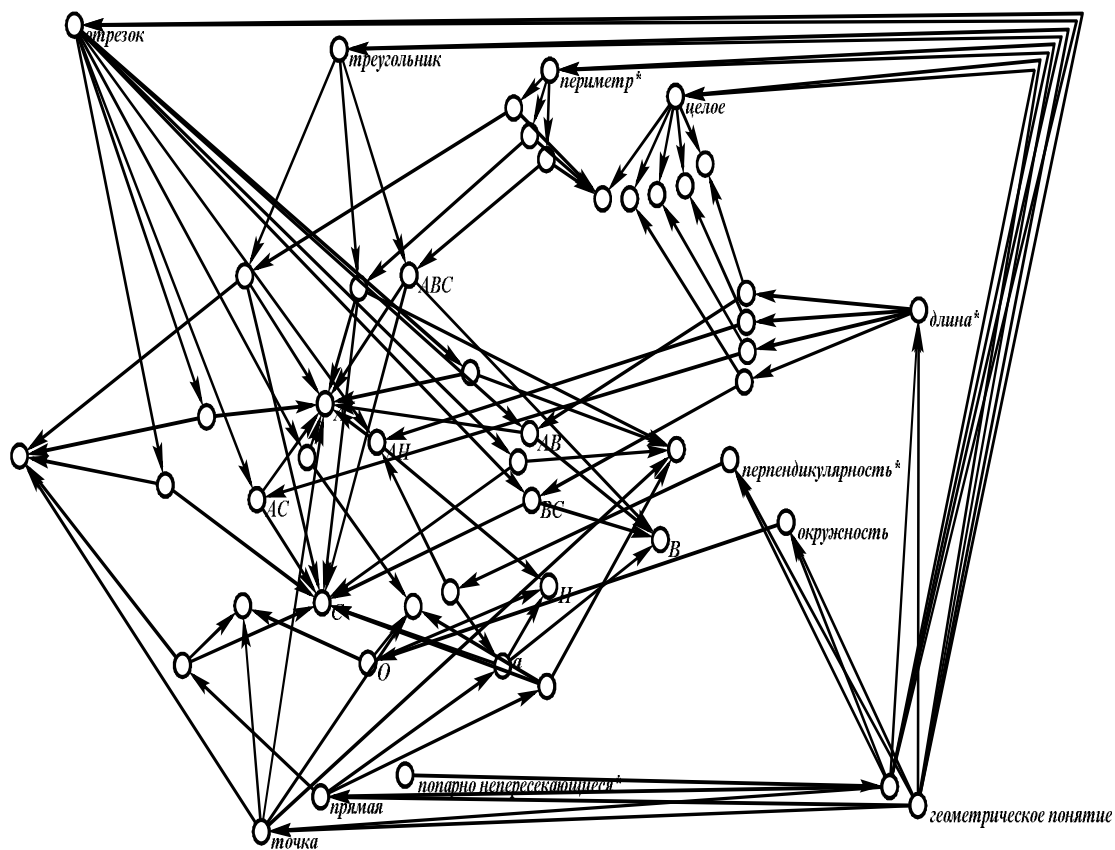 отрезок
треугольник
периметр*
целое
ABC
длина*
A
AB
AH
перпендикулярность*
AC
BC
окружность
B
H
C
a
O
попарно непересекающиеся*
прямая
геометрическое понятие
точка